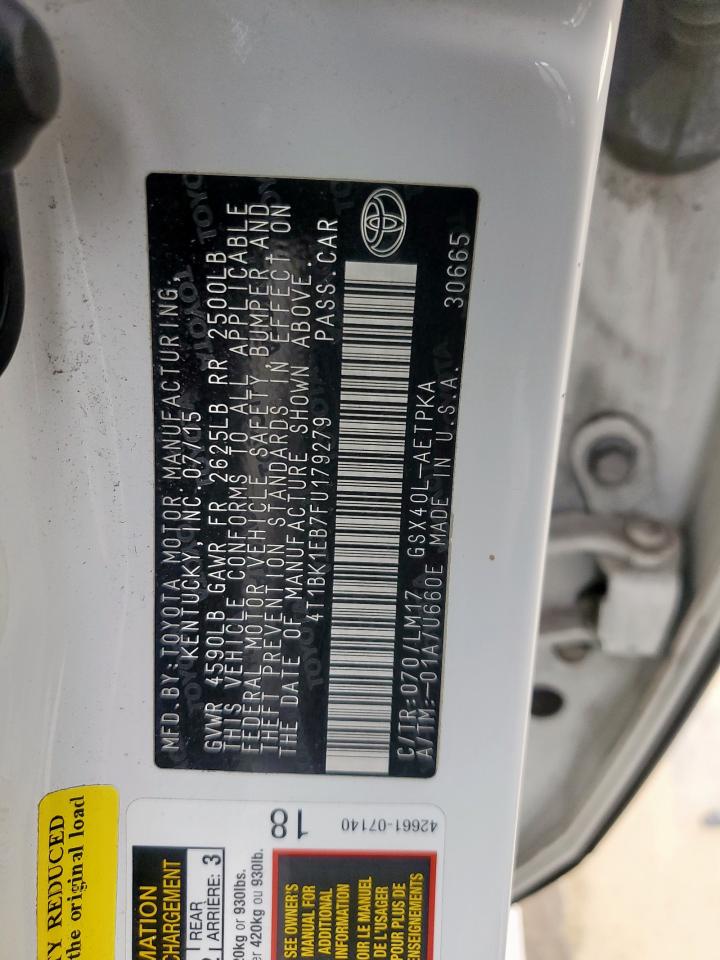 MFD. BY: TOYOTA MOTOR MANUFACTURING,
KENTUCKY, INC. 07/15
GVWR 4590LB GAWR FR 2625LB RR 2500LB
THIS VEHICLE CONFORMS TO ALL APPLICABLE
FEDERAL MOTOR VEHICLE SAFETY BUMPER AND
THEFT PREVENTION STANDARDS IN EFFECT ON
THE DATE OF MANUFACTURE SHOWN ABOVE.
4T1BK1EB7FU179279 PASS. CAR
C/TR: 070/LM17 GSX40L-AETPKA
A/TM: -01A/U660E MADE IN U.S.A. 30665
TY REDUCED
the original load
MATION
CHARGEMENT
REAR
ARRIÈRE: 3
20kg or 930lbs.
er 420kg ou 930lb.
18
42661-07140
SEE OWNER'S
MANUAL FOR
ADDITIONAL
INFORMATION
VOIR LE MANUEL
DE L'USAGER
POUR PLUS DE
RENSEIGNEMENTS